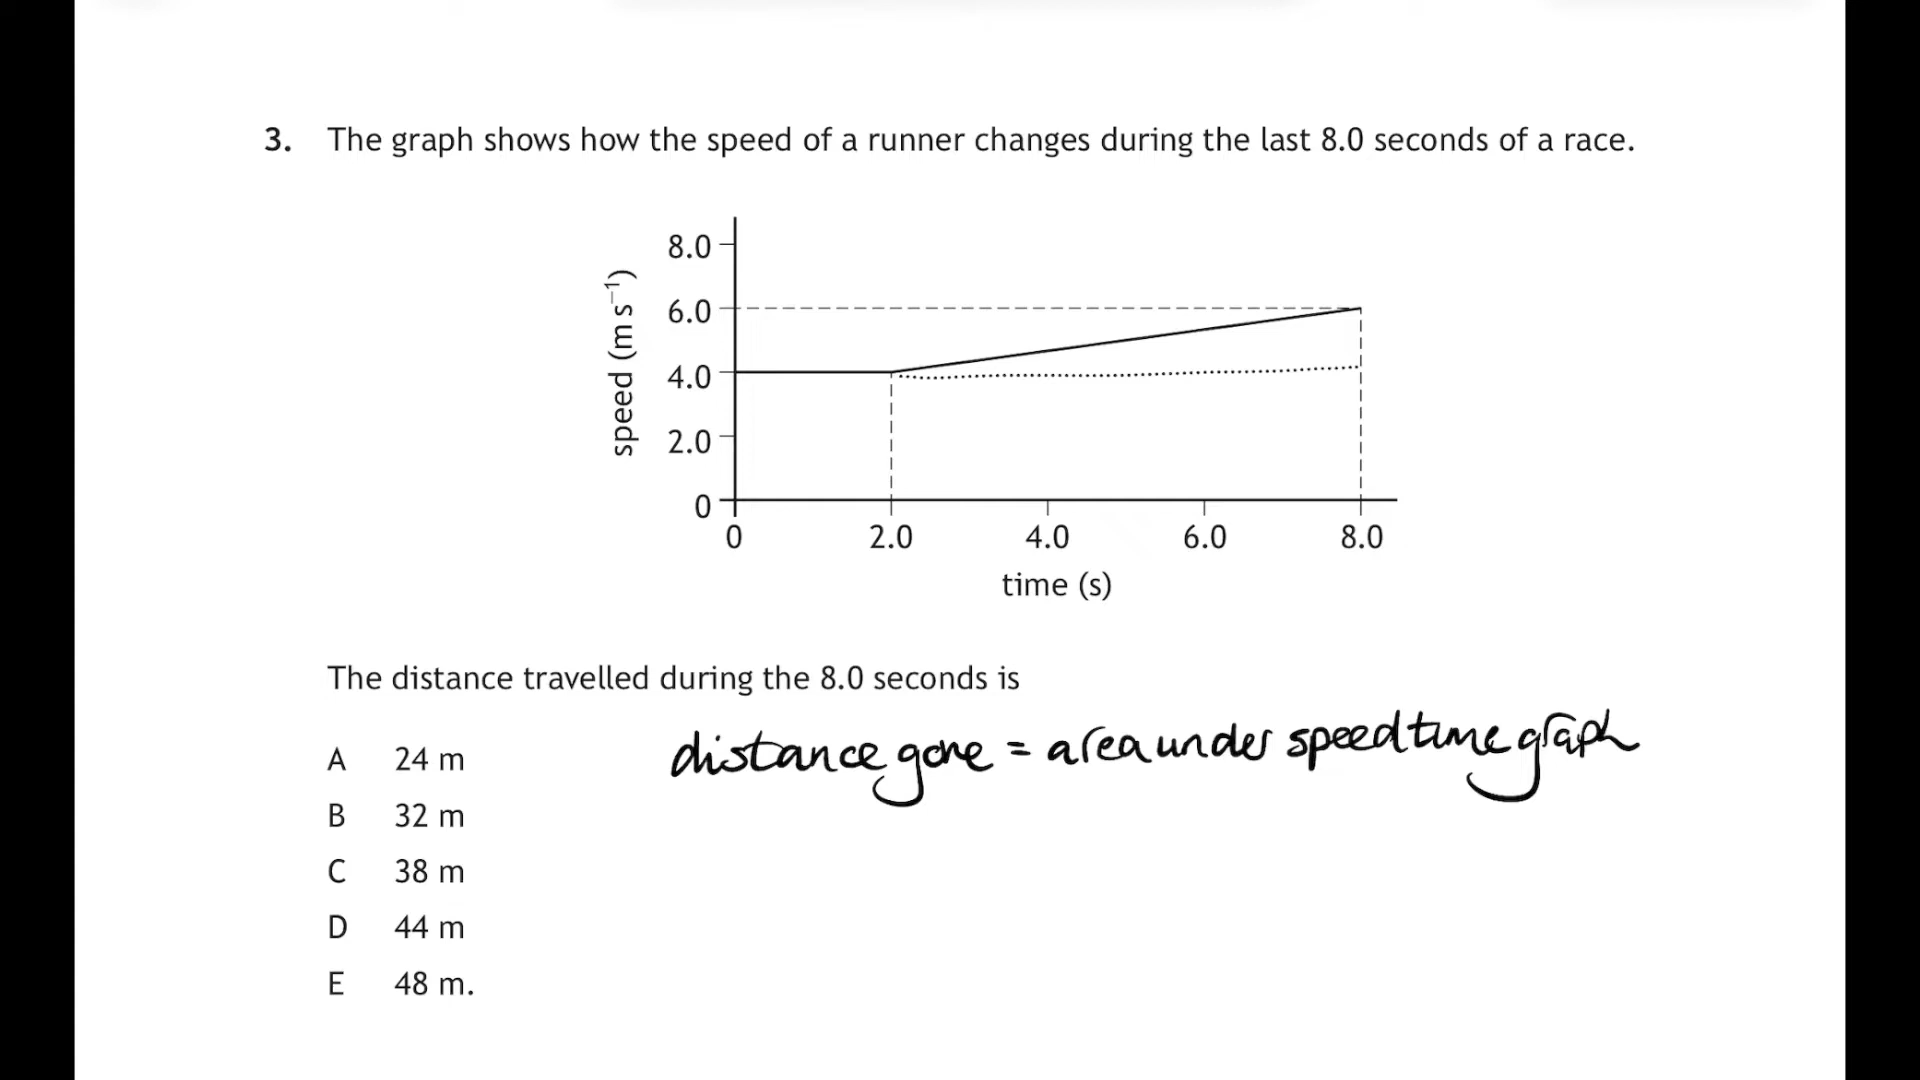 3. The graph shows how the speed of a runner changes during the last 8.0 seconds of a race.
speed (m s⁻¹)
8.0
6.0
4.0
2.0
0
0 2.0 4.0 6.0 8.0
time (s)
The distance travelled during the 8.0 seconds is
distance gone = area under speed time graph
A 24 m
B 32 m
C 38 m
D 44 m
E 48 m.